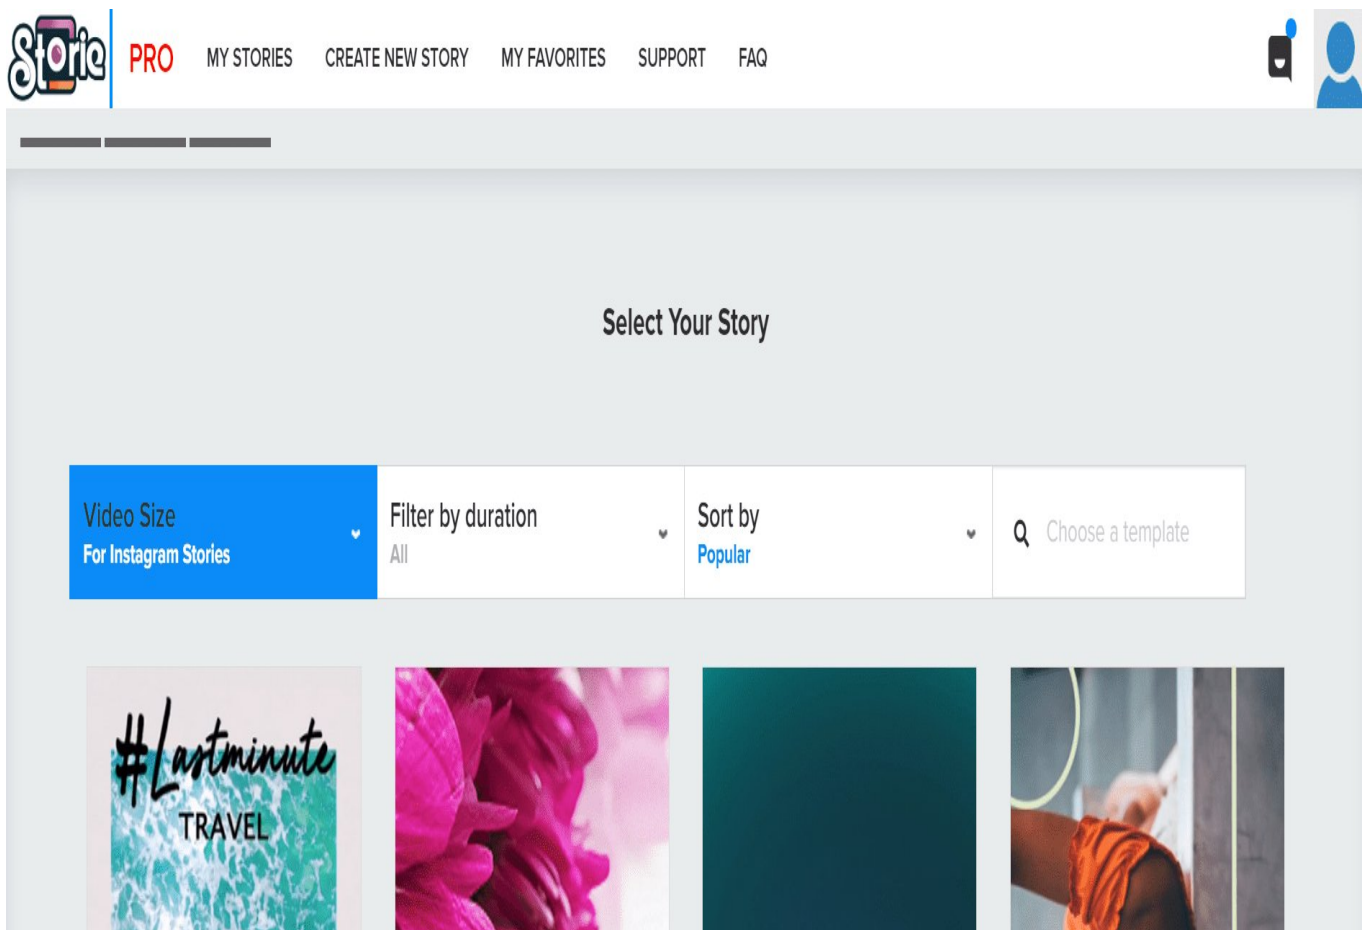 Storie
PRO MY STORIES CREATE NEW STORY MY FAVORITES SUPPORT FAQ
Select Your Story
Video Size
For Instagram Stories
Filter by duration
All
Sort by
Popular
Choose a template
#Lastminute
TRAVEL